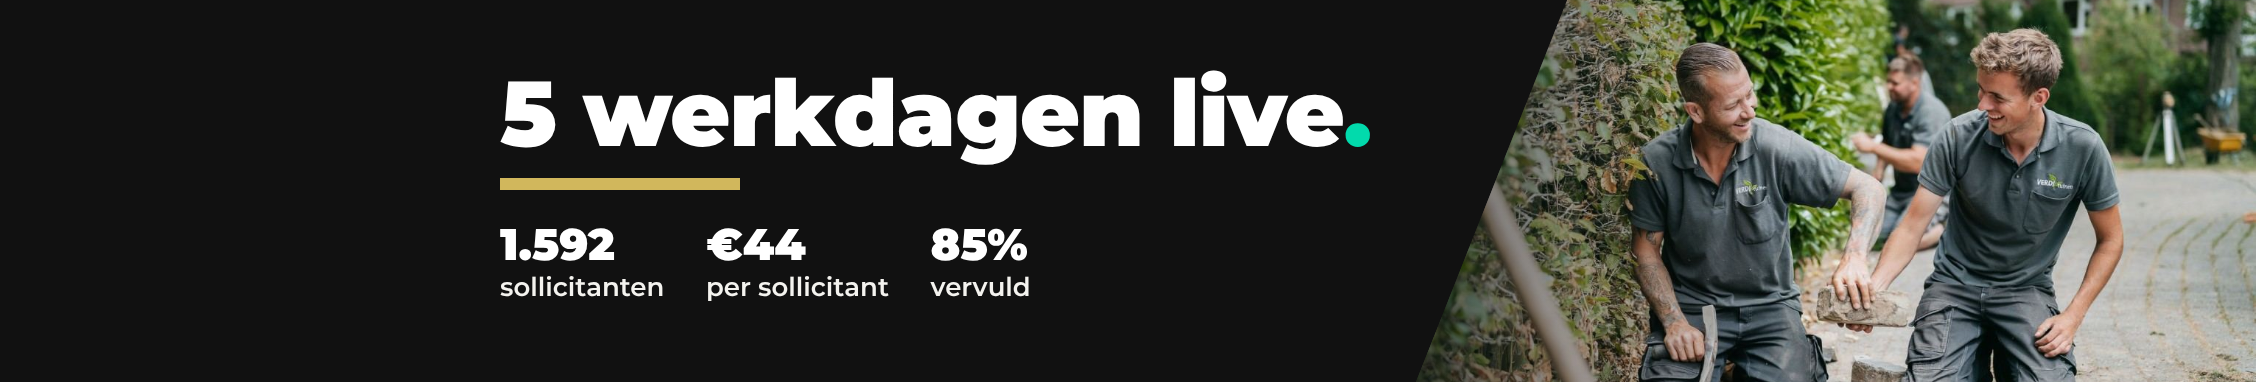 5 werkdagen live.
1.592 €44 85%
sollicitanten per sollicitant vervuld